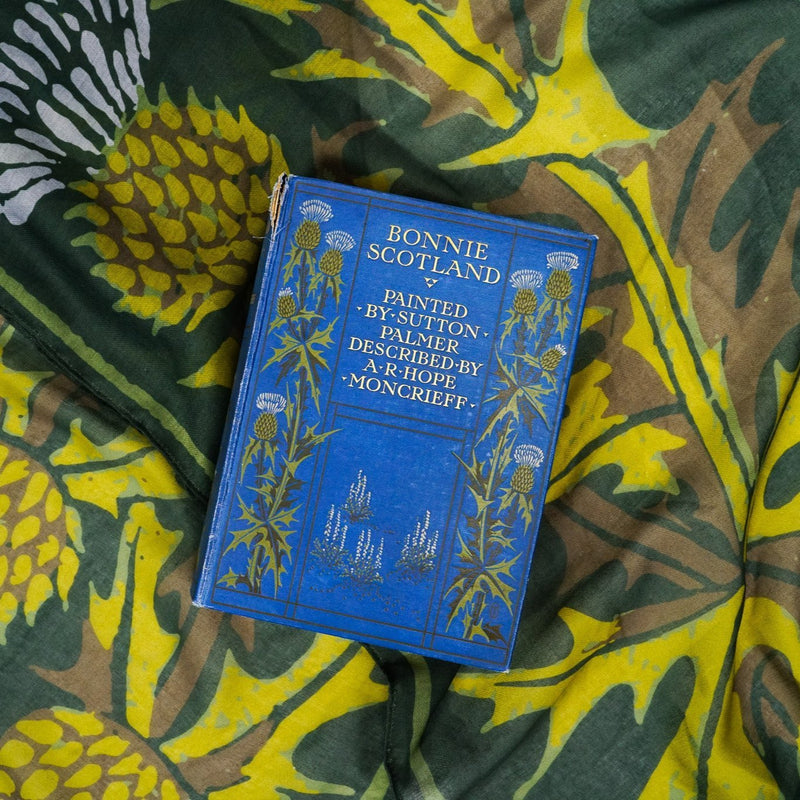 BONNIE
SCOTLAND
PAINTED
·BY·SUTTON·
PALMER
DESCRIBED·BY
A·R·HOPE
·MONCRIEFF·